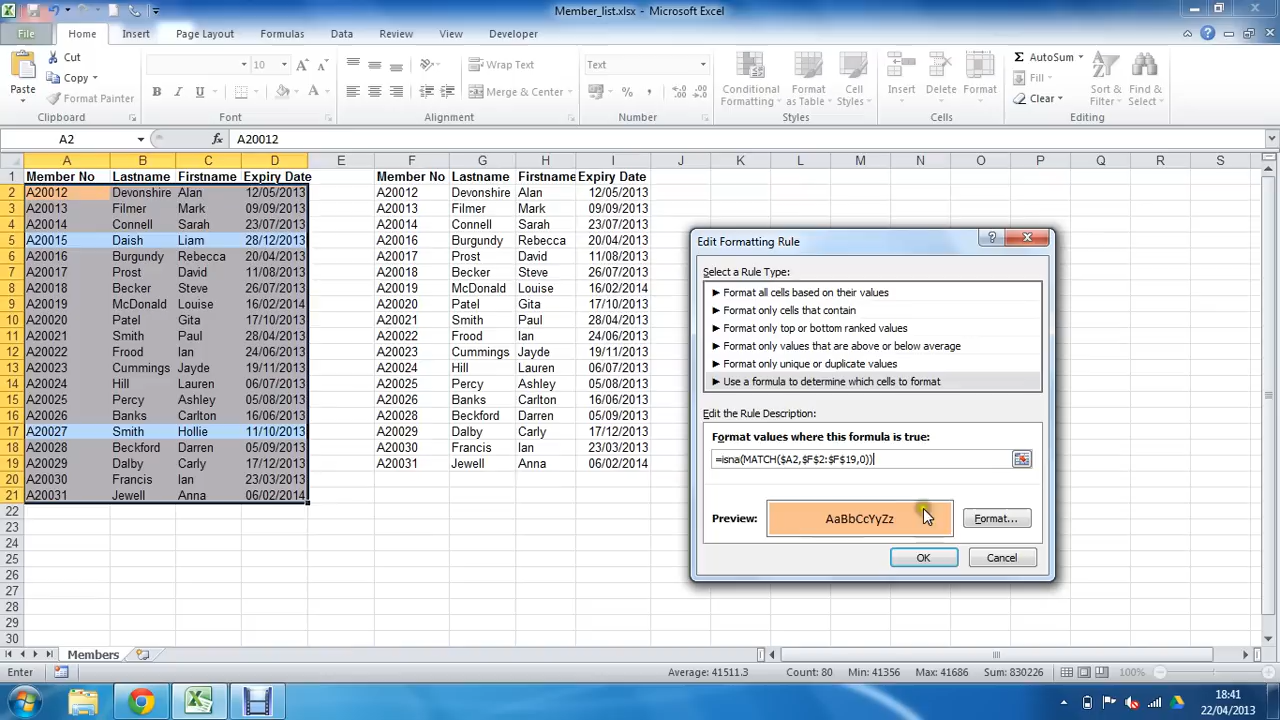 Member_list.xlsx - Microsoft Excel
File Home Insert Page Layout Formulas Data Review View Developer
Cut
Copy
Format Painter
Paste
Clipboard
10
A A
B I U A
Font
Wrap Text
Merge & Center
Alignment
Text
%
Number
Conditional Formatting
Format as Table
Cell Styles
Styles
Insert Delete Format
Cells
Σ AutoSum
Fill
Clear
Sort & Filter
Find & Select
Editing
A2 fx A20012
A B C D E F G H I J K L M N O P Q R S
1 Member No Lastname Firstname Expiry Date Member No Lastname Firstname Expiry Date
2 A20012 Devonshire Alan 12/05/2013 A20012 Devonshire Alan 12/05/2013
3 A20013 Filmer Mark 09/09/2013 A20013 Filmer Mark 09/09/2013
4 A20014 Connell Sarah 23/07/2013 A20014 Connell Sarah 23/07/2013
5 A20015 Daish Liam 28/12/2013 A20016 Burgundy Rebecca 20/04/2013
6 A20016 Burgundy Rebecca 20/04/2013 A20017 Prost David 11/08/2013
7 A20017 Prost David 11/08/2013 A20018 Becker Steve 26/07/2013
8 A20018 Becker Steve 26/07/2013 A20019 McDonald Louise 16/02/2014
9 A20019 McDonald Louise 16/02/2014 A20020 Patel Gita 17/10/2013
10 A20020 Patel Gita 17/10/2013 A20021 Smith Paul 28/04/2013
11 A20021 Smith Paul 28/04/2013 A20022 Frood Ian 24/06/2013
12 A20022 Frood Ian 24/06/2013 A20023 Cummings Jayde 19/11/2013
13 A20023 Cummings Jayde 19/11/2013 A20024 Hill Lauren 06/07/2013
14 A20024 Hill Lauren 06/07/2013 A20025 Percy Ashley 05/08/2013
15 A20025 Percy Ashley 05/08/2013 A20026 Banks Carlton 16/06/2013
16 A20026 Banks Carlton 16/06/2013 A20028 Beckford Darren 05/09/2013
17 A20027 Smith Hollie 11/10/2013 A20029 Dalby Carly 17/12/2013
18 A20028 Beckford Darren 05/09/2013 A20030 Francis Ian 23/03/2013
19 A20029 Dalby Carly 17/12/2013 A20031 Jewell Anna 06/02/2014
20 A20030 Francis Ian 23/03/2013
21 A20031 Jewell Anna 06/02/2014
22
23
24
25
26
27
28
29
30
Edit Formatting Rule
Select a Rule Type:
► Format all cells based on their values
► Format only cells that contain
► Format only top or bottom ranked values
► Format only values that are above or below average
► Format only unique or duplicate values
► Use a formula to determine which cells to format
Edit the Rule Description:
Format values where this formula is true:
=isna(MATCH($A2,$F$2:$F$19,0))
Preview: AaBbCcYyZz Format...
OK Cancel
Members
Enter Average: 41511.3 Count: 80 Min: 41356 Max: 41686 Sum: 830226 100%
18:41
22/04/2013